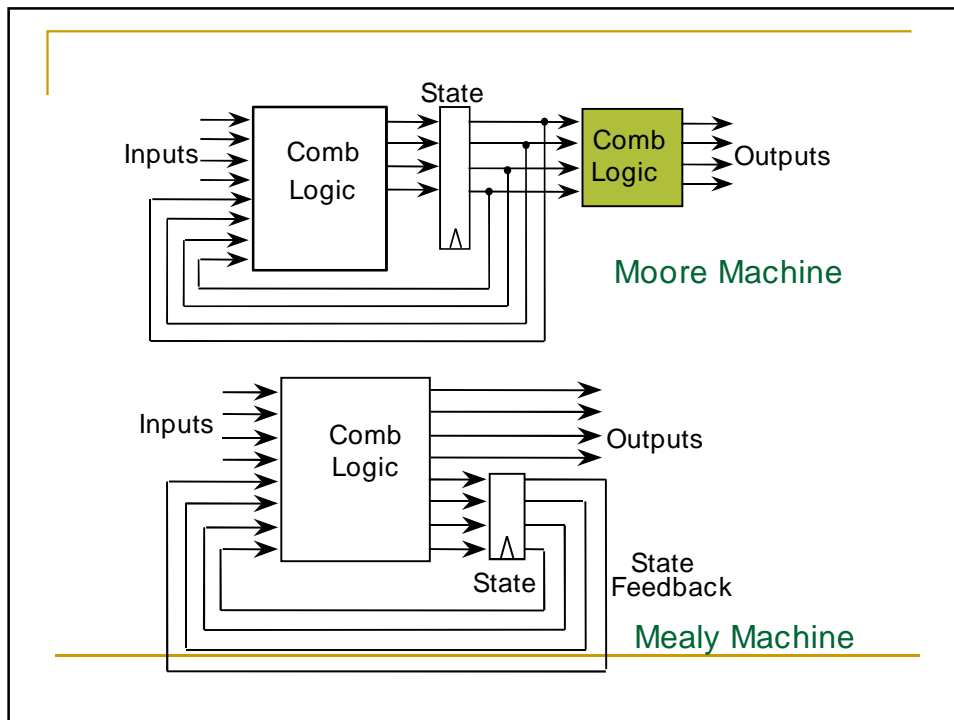 State
Inputs
Comb
Logic
Comb
Logic
Outputs
Moore Machine
Inputs
Comb
Logic
Outputs
State
State
Feedback
Mealy Machine